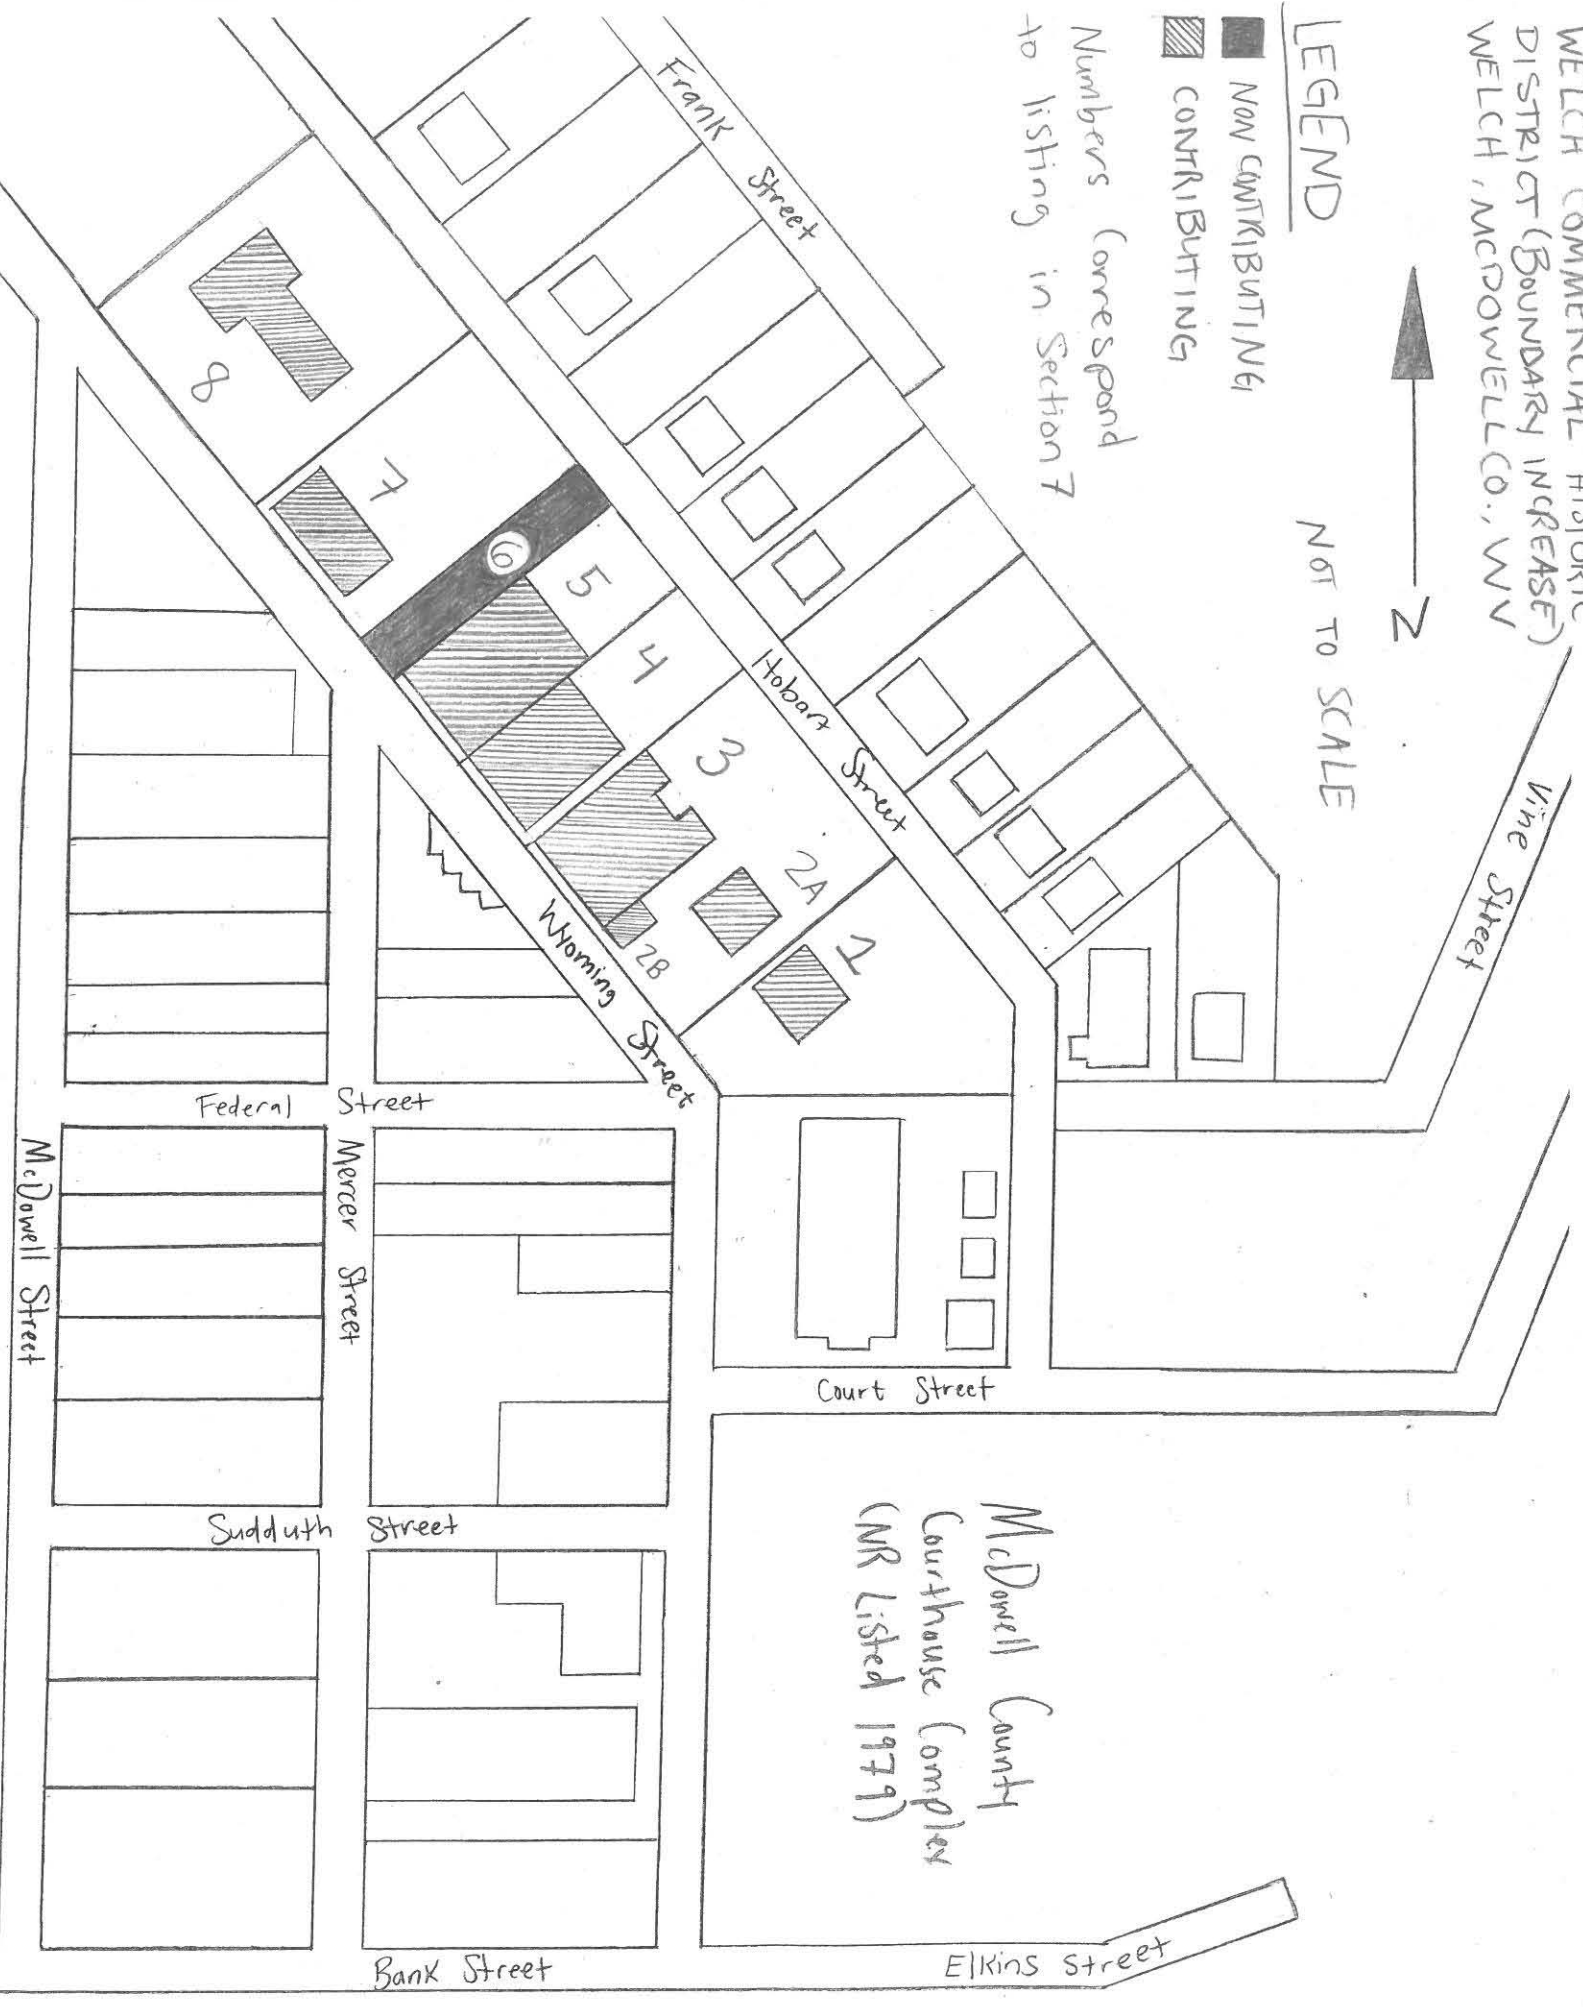 WELCH COMMERCIAL HISTORIC
DISTRICT (BOUNDARY INCREASE)
WELCH, MCDOWELL CO., WV
LEGEND
NON CONTRIBUTING
CONTRIBUTING
Numbers Correspond
to listing in Section 7
NOT TO SCALE
N
Frank Street
Hobart Street
Vine Street
Wyoming Street
Federal Street
Mercer Street
McDowell Street
Court Street
Sudduth Street
Bank Street
Elkins Street
8
7
6
5
4
3
2A
2B
1
McDowell County
Courthouse Complex
(NR Listed 1979)